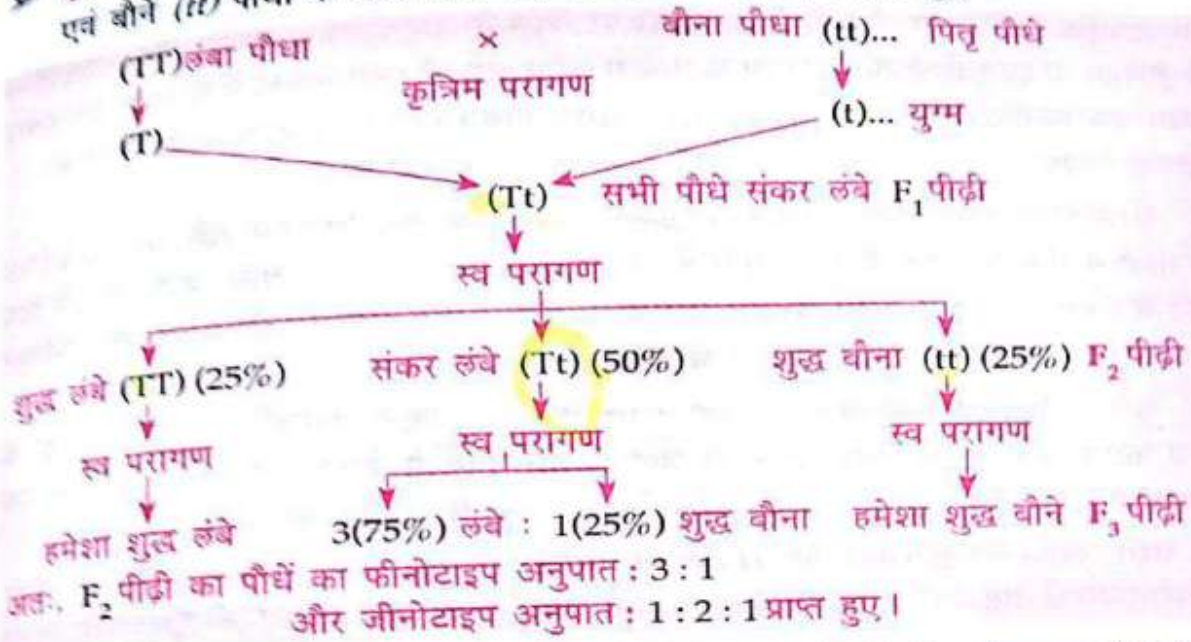 एवं बौने (tt) पौधा
(TT)लंबा पौधा × बौना पौधा (tt)... पितृ पौधे
कृत्रिम परागण
(T) (t)... युग्म
(Tt) सभी पौधे संकर लंबे F₁पीढ़ी
स्व परागण
शुद्ध लंबे (TT) (25%) संकर लंबे (Tt) (50%) शुद्ध बौना (tt) (25%) F₂ पीढ़ी
स्व परागण स्व परागण स्व परागण
हमेशा शुद्ध लंबे 3(75%) लंबे : 1(25%) शुद्ध बौना हमेशा शुद्ध बौने F₃ पीढ़ी
अतः, F₂ पीढ़ी का पौधें का फीनोटाइप अनुपात : 3 : 1
और जीनोटाइप अनुपात : 1 : 2 : 1 प्राप्त हुए।